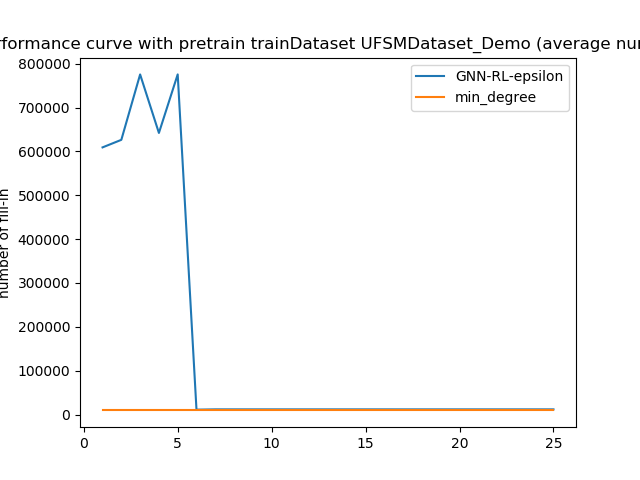 rformance curve with pretrain trainDataset UFSMDataset_Demo (average nu
800000
700000
600000
500000
400000
300000
200000
100000
0
number of fill-in
GNN-RL-epsilon
min_degree
0 5 10 15 20 25